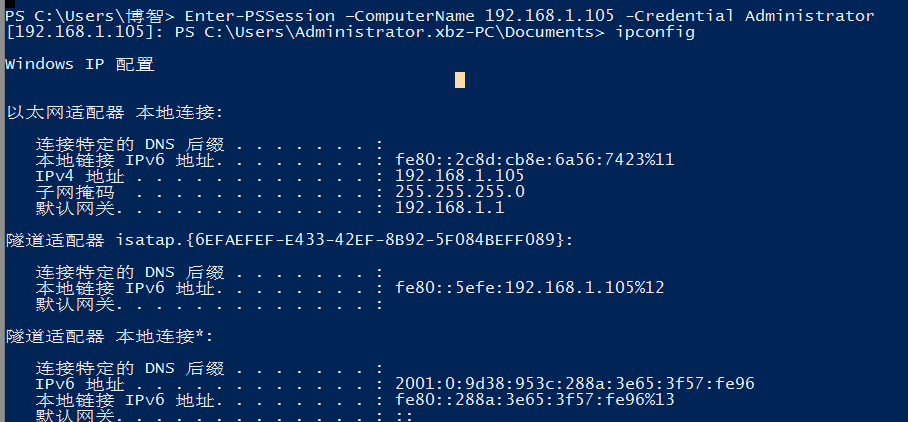 PS C:\Users\博智> Enter-PSSession –ComputerName 192.168.1.105 –Credential Administrator
[192.168.1.105]: PS C:\Users\Administrator.xbz-PC\Documents> ipconfig
Windows IP 配置
以太网适配器 本地连接:
连接特定的 DNS 后缀 . . . . . . . :
本地链接 IPv6 地址. . . . . . . . : fe80::2c8d:cb8e:6a56:7423%11
IPv4 地址 . . . . . . . . . . . . : 192.168.1.105
子网掩码  . . . . . . . . . . . . : 255.255.255.0
默认网关. . . . . . . . . . . . . : 192.168.1.1
隧道适配器 isatap.{6EFAEFEF-E433-42EF-8B92-5F084BEFF089}:
连接特定的 DNS 后缀 . . . . . . . :
本地链接 IPv6 地址. . . . . . . . : fe80::5efe:192.168.1.105%12
默认网关. . . . . . . . . . . . . :
隧道适配器 本地连接*:
连接特定的 DNS 后缀 . . . . . . . :
IPv6 地址 . . . . . . . . . . . . : 2001:0:9d38:953c:288a:3e65:3f57:fe96
本地链接 IPv6 地址. . . . . . . . : fe80::288a:3e65:3f57:fe96%13
默认网关. . . . . . . . . . . . . : ::